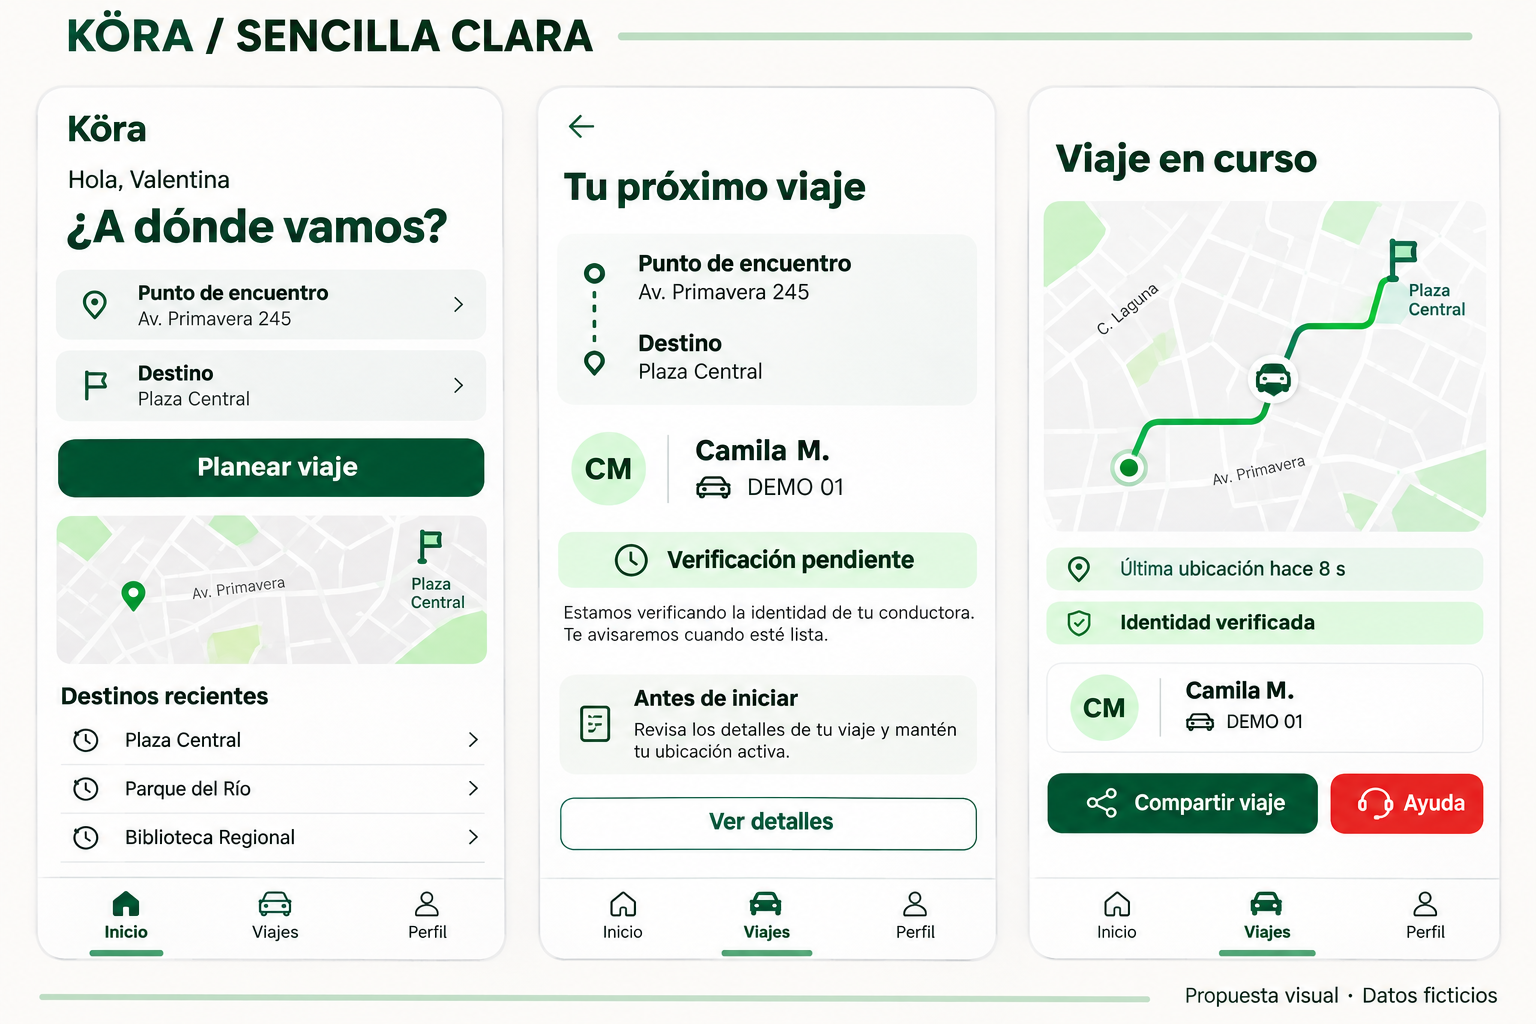 KÖRA / SENCILLA CLARA
Köra
Hola, Valentina
¿A dónde vamos?
Punto de encuentro
Av. Primavera 245
Destino
Plaza Central
Planear viaje
Av. Primavera
Plaza
Central
Destinos recientes
Plaza Central
Parque del Río
Biblioteca Regional
Inicio
Viajes
Perfil
Tu próximo viaje
Punto de encuentro
Av. Primavera 245
Destino
Plaza Central
CM
Camila M.
DEMO 01
Verificación pendiente
Estamos verificando la identidad de tu conductora.
Te avisaremos cuando esté lista.
Antes de iniciar
Revisa los detalles de tu viaje y mantén
tu ubicación activa.
Ver detalles
Inicio
Viajes
Perfil
Viaje en curso
C. Laguna
Plaza
Central
Av. Primavera
Última ubicación hace 8 s
Identidad verificada
CM
Camila M.
DEMO 01
Compartir viaje
Ayuda
Inicio
Viajes
Perfil
Propuesta visual · Datos ficticios